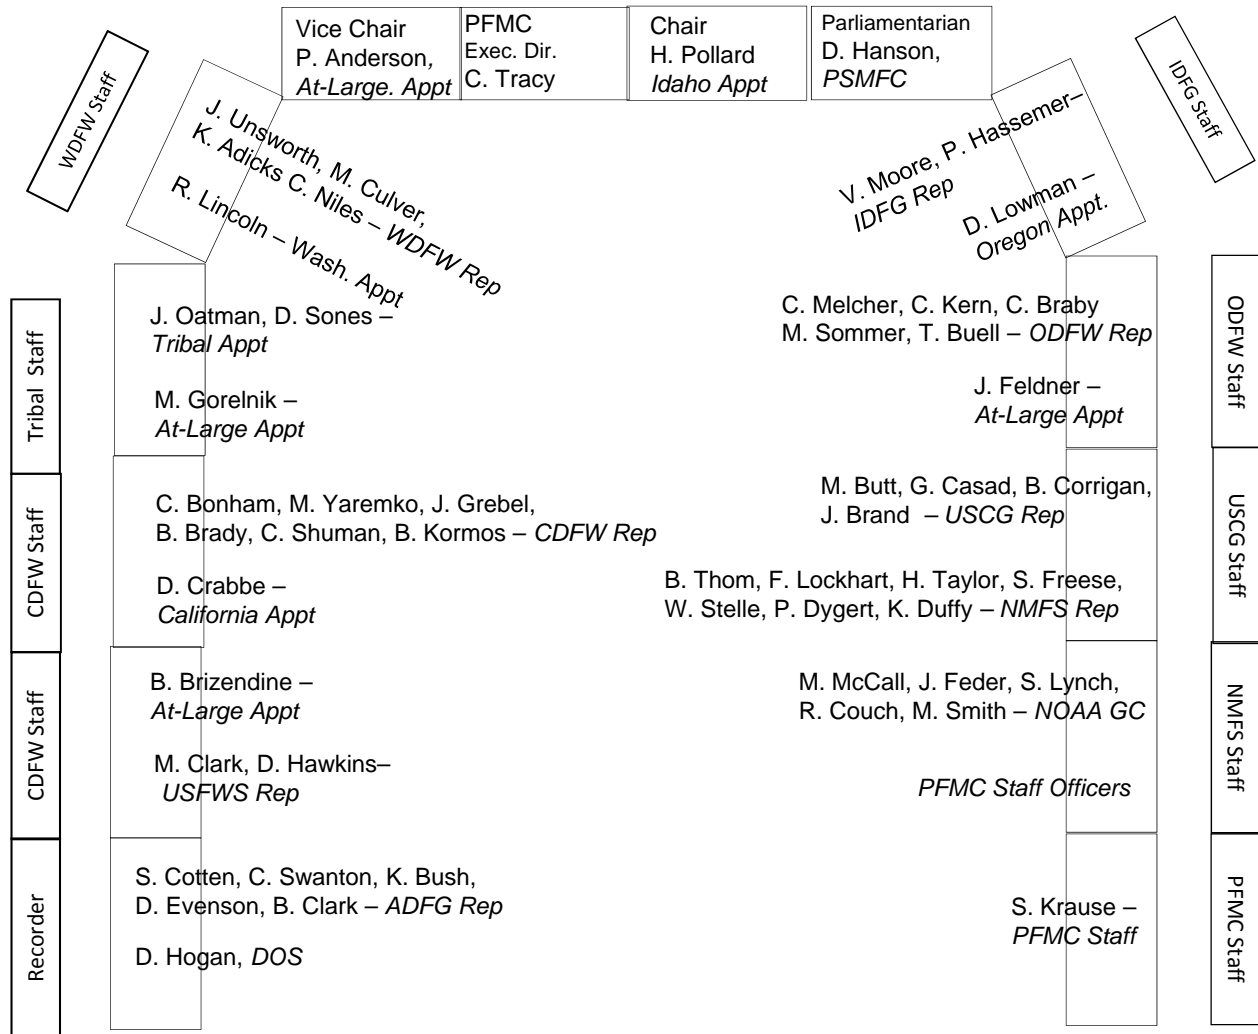 Vice Chair
P. Anderson,
At-Large. Appt
PFMC
Exec. Dir.
C. Tracy
Chair
H. Pollard
Idaho Appt
Parliamentarian
D. Hanson,
PSMFC
WDFW Staff
J. Unsworth, M. Culver,
K. Adicks C. Niles – WDFW Rep
R. Lincoln – Wash. Appt
V. Moore, P. Hassemer–
IDFG Rep
D. Lowman –
Oregon Appt.
IDFG Staff
Tribal Staff
J. Oatman, D. Sones –
Tribal Appt
M. Gorelnik –
At-Large Appt
C. Melcher, C. Kern, C. Braby
M. Sommer, T. Buell – ODFW Rep
J. Feldner –
At-Large Appt
ODFW Staff
CDFW Staff
C. Bonham, M. Yaremko, J. Grebel,
B. Brady, C. Shuman, B. Kormos – CDFW Rep
D. Crabbe –
California Appt
M. Butt, G. Casad, B. Corrigan,
J. Brand – USCG Rep
B. Thom, F. Lockhart, H. Taylor, S. Freese,
W. Stelle, P. Dygert, K. Duffy – NMFS Rep
USCG Staff
CDFW Staff
B. Brizendine –
At-Large Appt
M. Clark, D. Hawkins–
USFWS Rep
M. McCall, J. Feder, S. Lynch,
R. Couch, M. Smith – NOAA GC
PFMC Staff Officers
NMFS Staff
Recorder
S. Cotten, C. Swanton, K. Bush,
D. Evenson, B. Clark – ADFG Rep
D. Hogan, DOS
S. Krause –
PFMC Staff
PFMC Staff